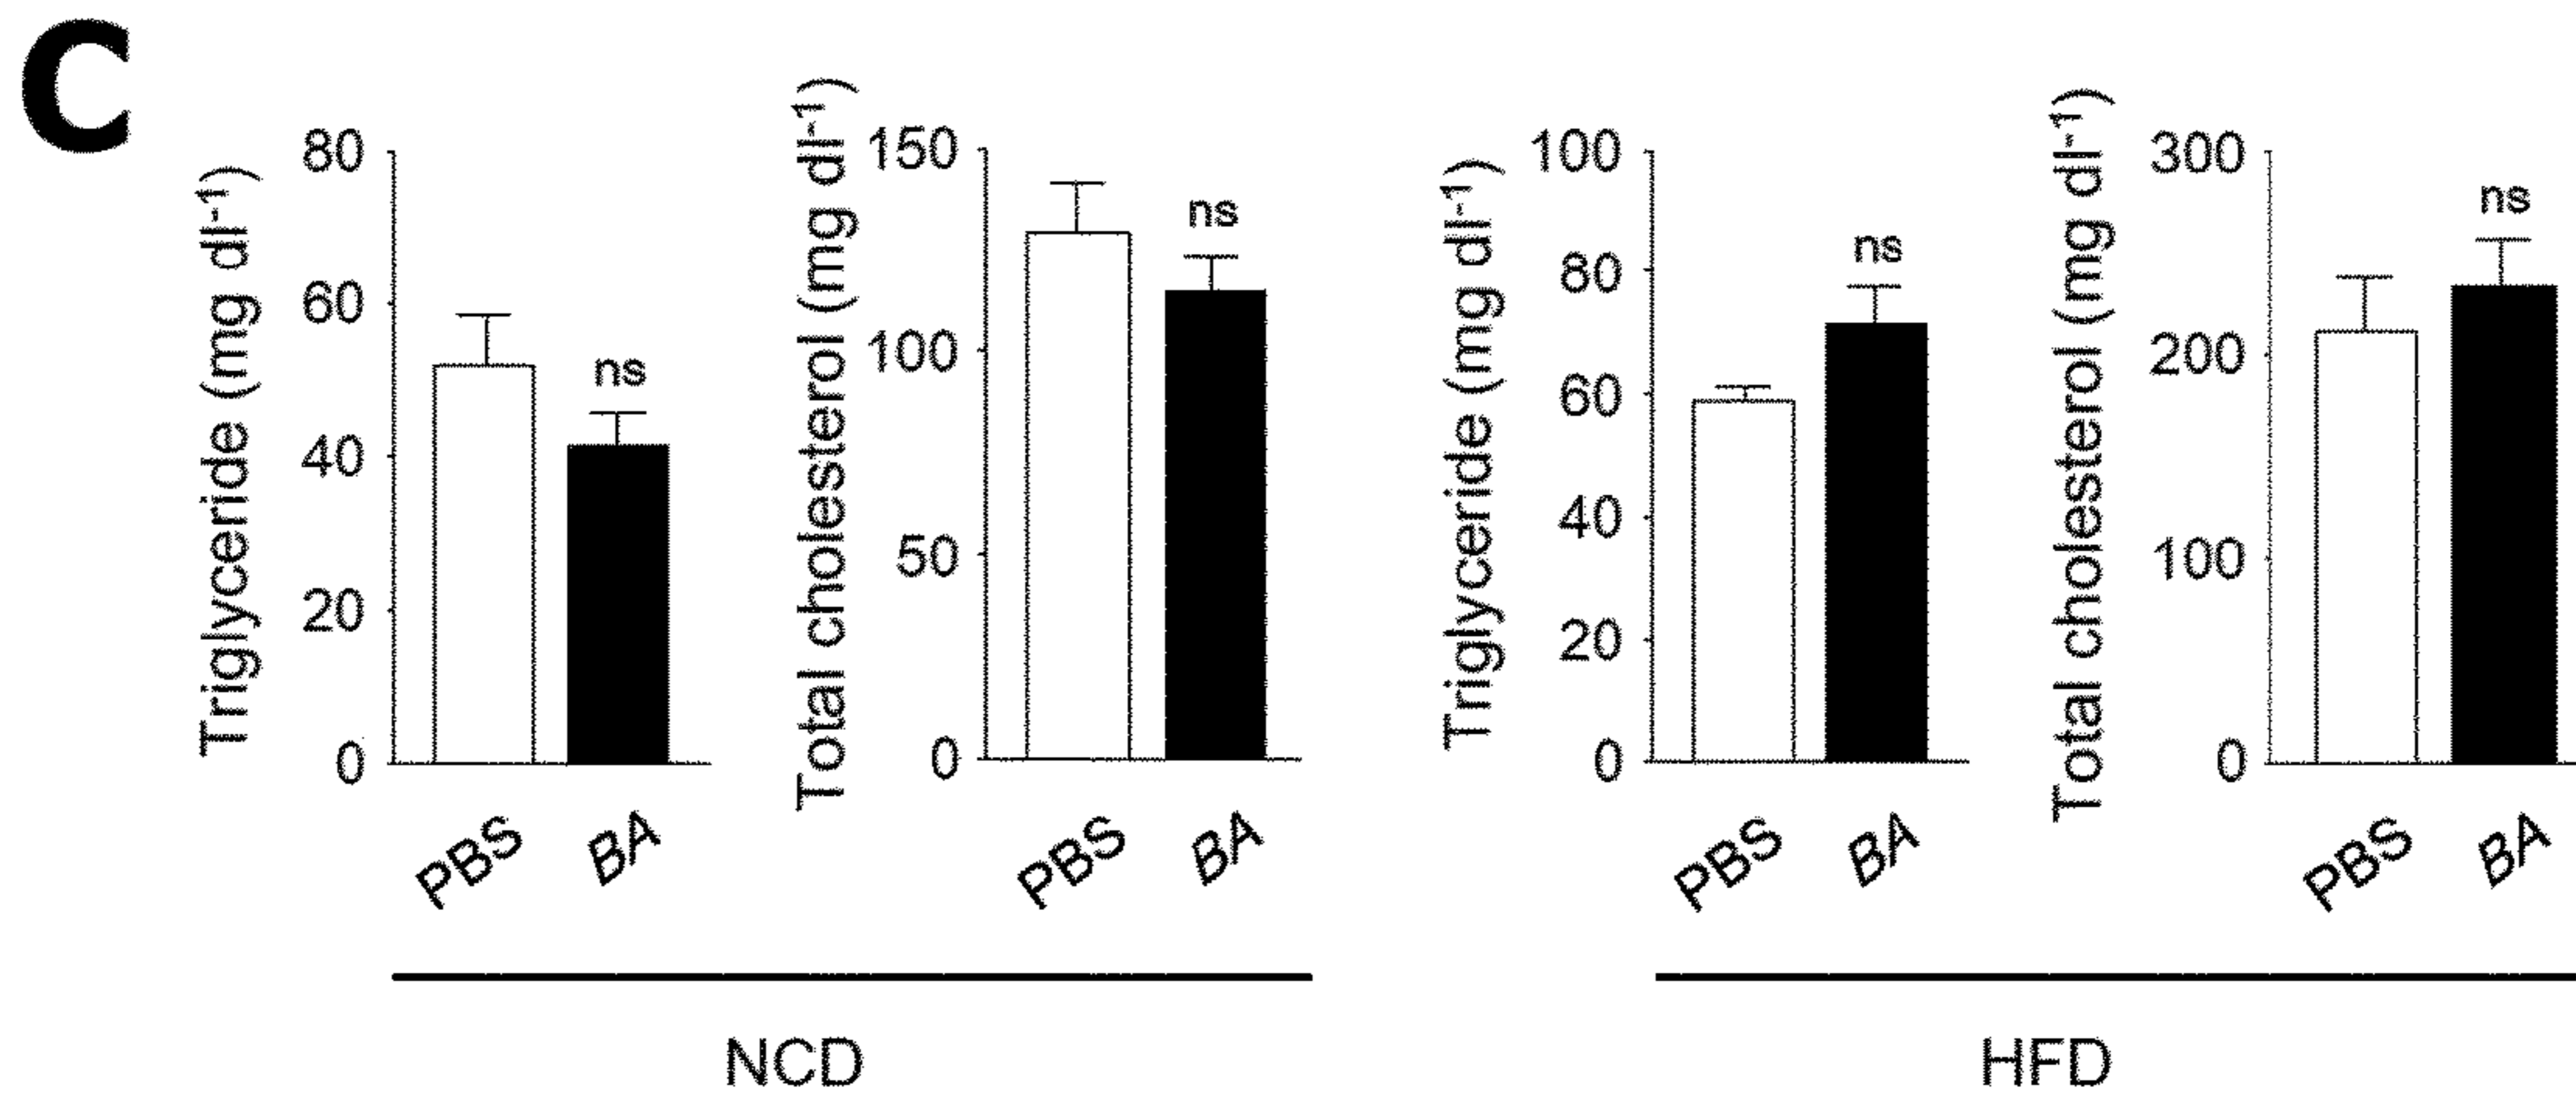 C
Triglyceride (mg dl-1)
80
60
40
20
0
ns
PBS
BA
Total cholesterol (mg dl-1)
150
100
50
0
ns
PBS
BA
NCD
Triglyceride (mg dl-1)
100
80
60
40
20
0
ns
PBS
BA
Total cholesterol (mg dl-1)
300
200
100
0
ns
PBS
BA
HFD